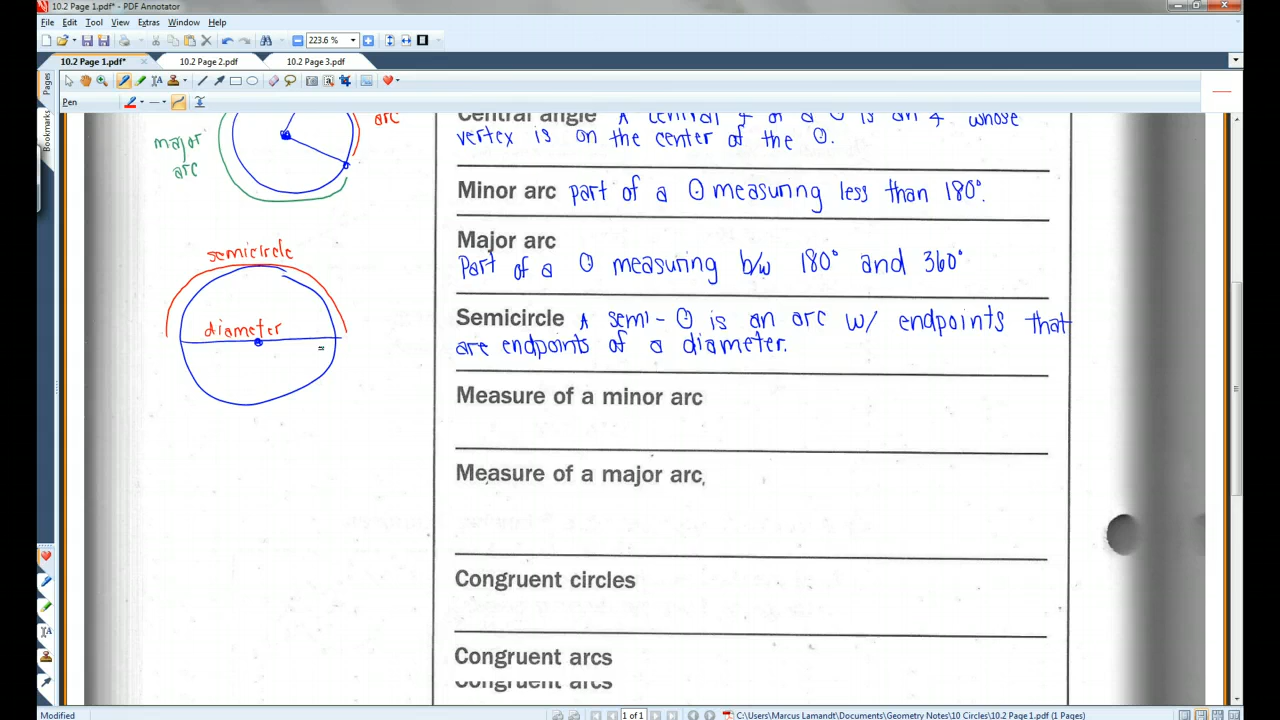 10.2 Page 1.pdf* - PDF Annotator
File Edit Tool View Extras Window Help
223.6 %
10.2 Page 1.pdf* 10.2 Page 2.pdf 10.2 Page 3.pdf
Pages
Bookmarks
Pen
arc
major
arc
Central angle A central ∡ of a ⊙ is an ∡ whose
vertex is on the center of the ⊙.
Minor arc part of a ⊙ measuring less than 180°.
Major arc
Part of a ⊙ measuring b/w 180° and 360°
semicircle
diameter
Semicircle A semi-⊙ is an arc w/ endpoints that
are endpoints of a diameter.
Measure of a minor arc
Measure of a major arc
Congruent circles
Congruent arcs
Congruent arcs
Modified
1 of 1
C:\Users\Marcus Lamandt\Documents\Geometry Notes\10 Circles\10.2 Page 1.pdf (1 Pages)